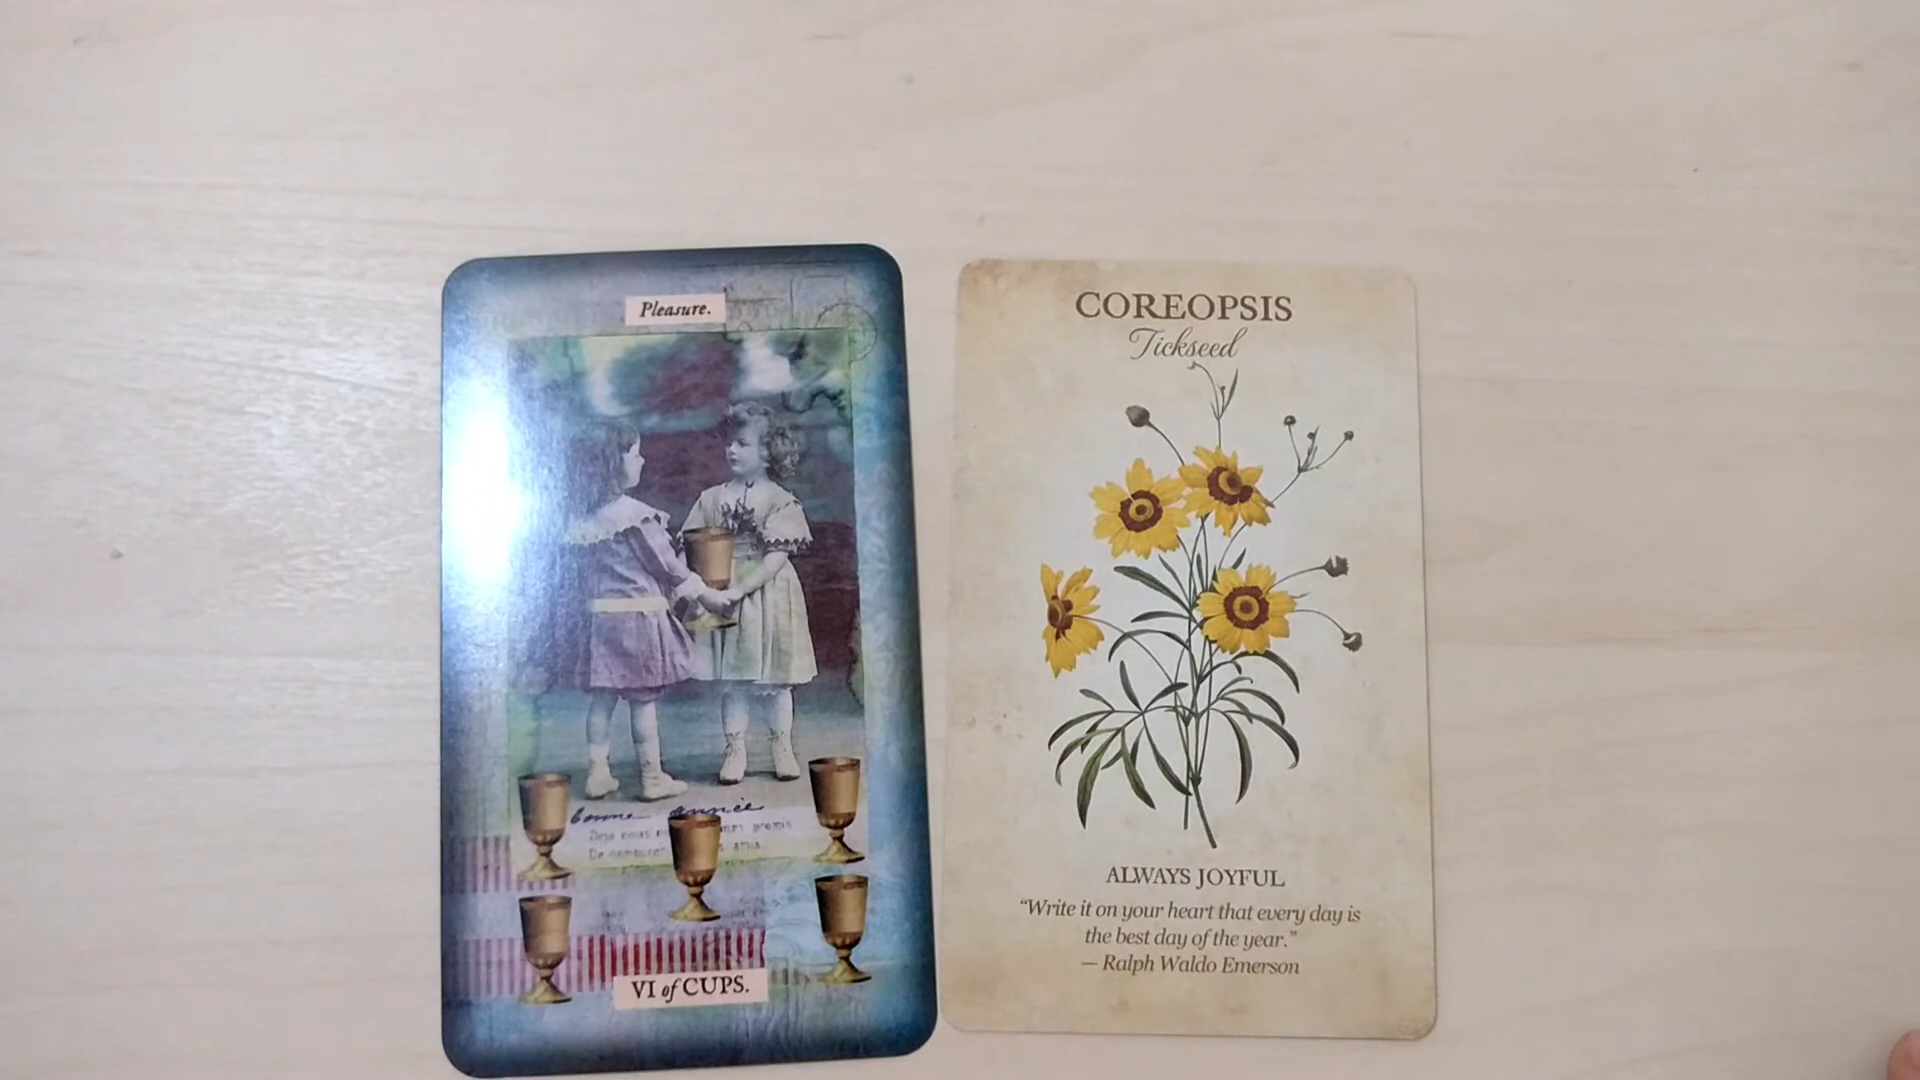 Pleasure.
bonne année
VI of CUPS.
COREOPSIS
Tickseed
ALWAYS JOYFUL
“Write it on your heart that every day is
the best day of the year.”
— Ralph Waldo Emerson